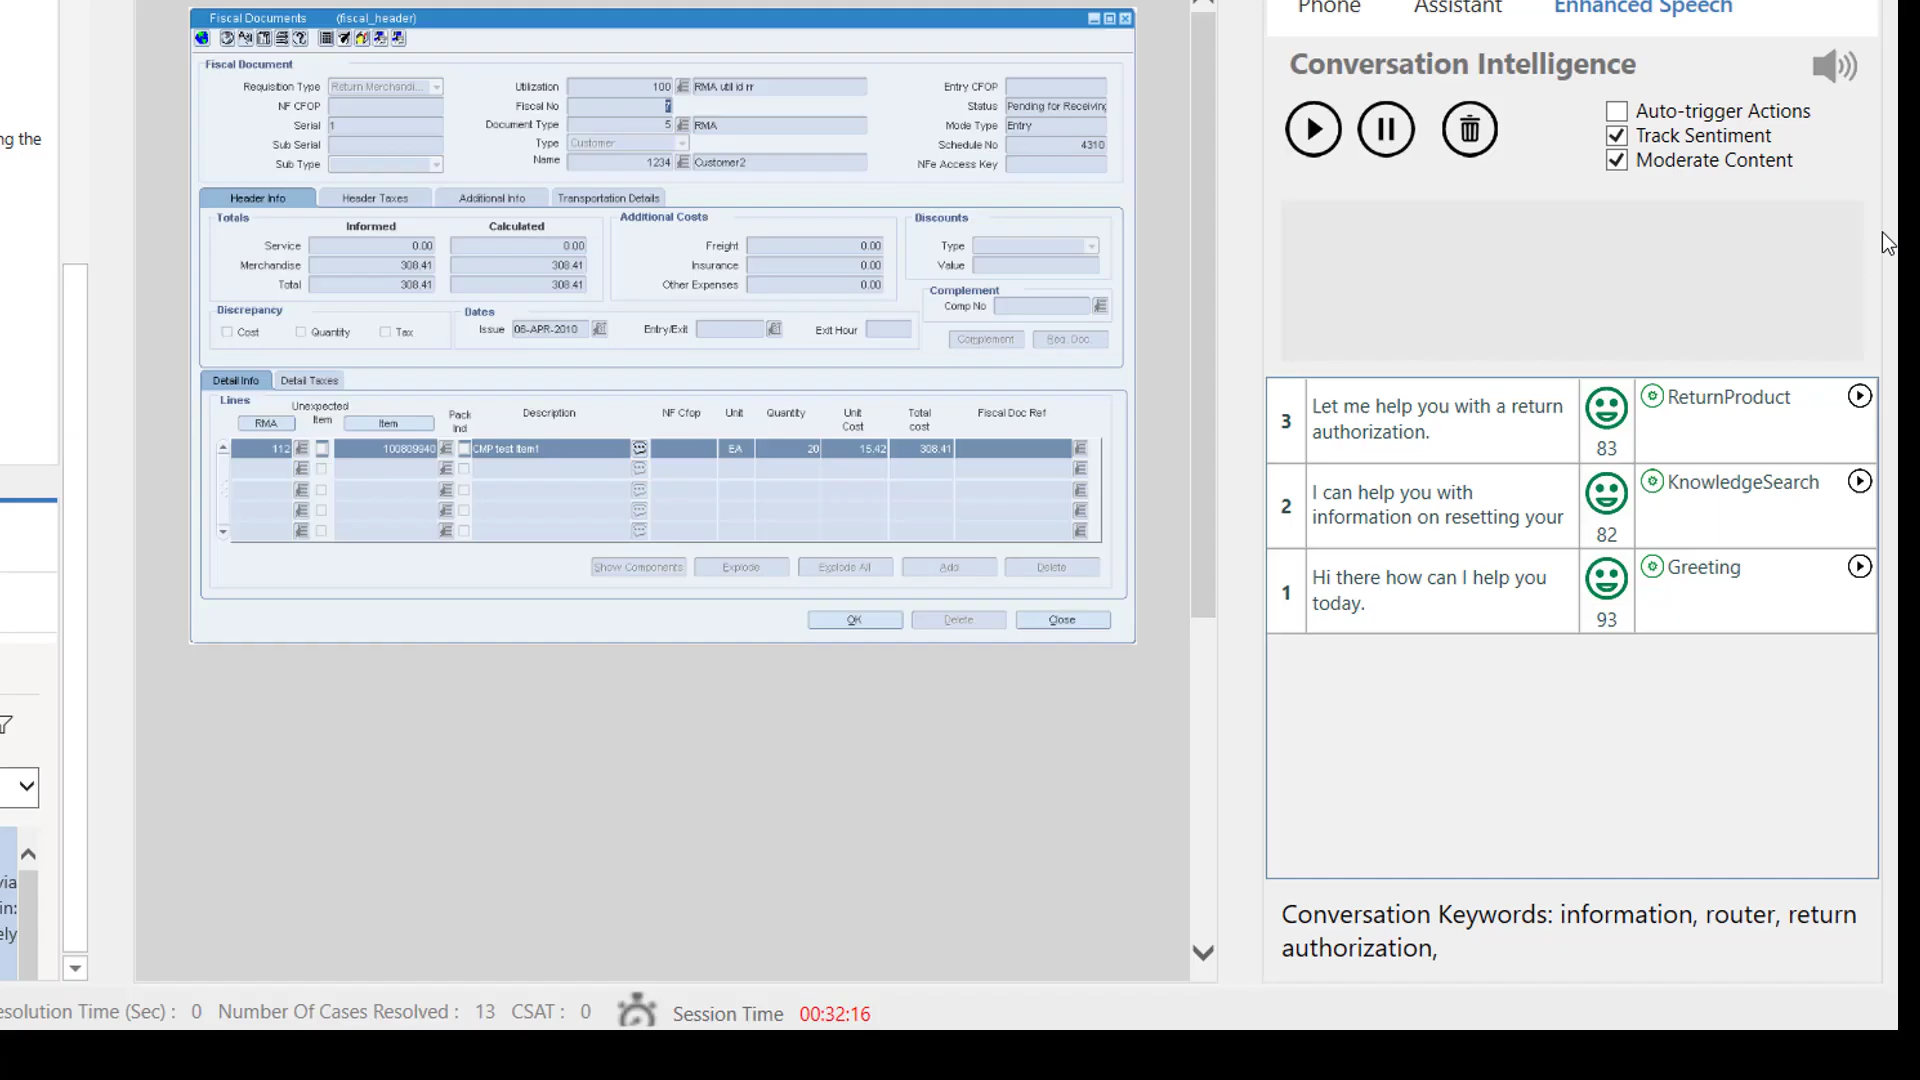 Fiscal Documents (fiscal_header)
Fiscal Document
Requisition Type Return Merchandi... Utilization 100 RMA util id rr Entry CFOP
NF CFOP Fiscal No 7 Status Pending for Receiving
Serial 1 Document Type 5 RMA Mode Type Entry
Sub Serial Type Customer Schedule No 4310
Sub Type Name 1234 Customer2 NFe Access Key
Header Info Header Taxes Additional Info Transportation Details
Totals Additional Costs Discounts
Informed Calculated
Service 0.00 0.00 Freight 0.00 Type
Merchandise 308.41 308.41 Insurance 0.00 Value
Total 308.41 308.41 Other Expenses 0.00 Complement
Comp No
Discrepancy Dates
Cost Quantity Tax Issue 06-APR-2010 Entry/Exit Exit Hour
Complement Req. Doc.
Detail Info Detail Taxes
Lines
RMA Unexpected Item Item Pack Ind Description NF Cfop Unit Quantity Unit Cost Total cost Fiscal Doc Ref
112 100809940 CMP test Item1 EA 20 15.42 308.41
Show Components Explode Explode All Add Delete
OK Delete Close
ng the
via
in:
ely
Phone Assistant Enhanced Speech
Conversation Intelligence
Auto-trigger Actions
Track Sentiment
Moderate Content
3 Let me help you with a return
authorization.
83
ReturnProduct
2 I can help you with
information on resetting your
82
KnowledgeSearch
1 Hi there how can I help you
today.
93
Greeting
Conversation Keywords: information, router, return
authorization,
esolution Time (Sec) : 0 Number Of Cases Resolved : 13 CSAT : 0 Session Time 00:32:16